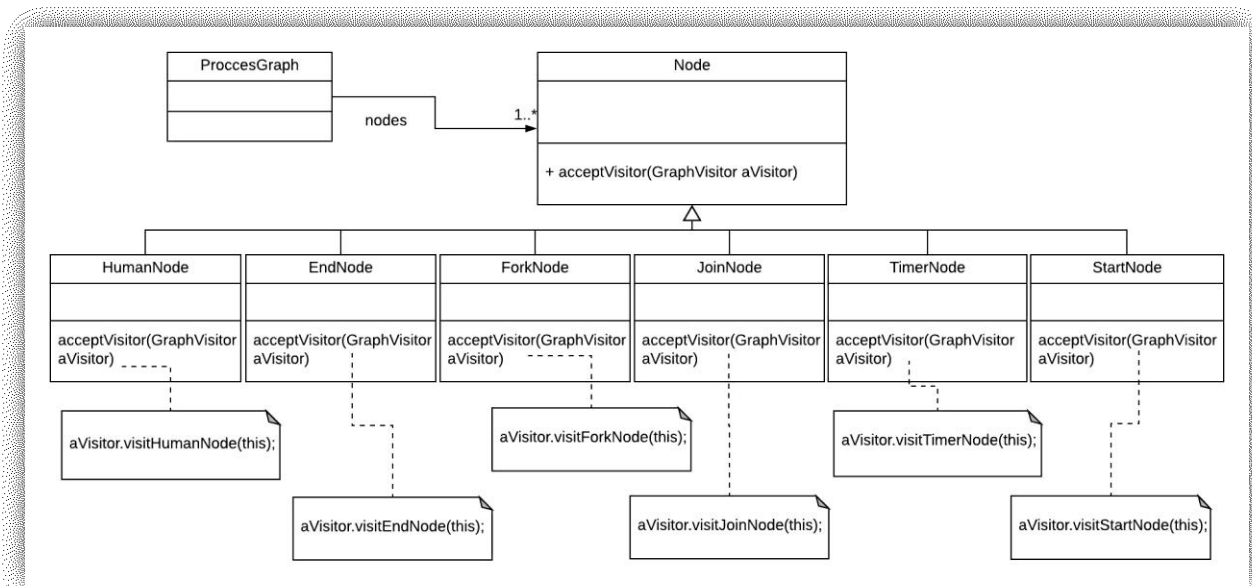 ProccesGraph
Node
nodes
1..*
+ acceptVisitor(GraphVisitor aVisitor)
HumanNode
EndNode
ForkNode
JoinNode
TimerNode
StartNode
acceptVisitor(GraphVisitor
aVisitor)
acceptVisitor(GraphVisitor
aVisitor)
acceptVisitor(GraphVisitor
aVisitor)
acceptVisitor(GraphVisitor
aVisitor)
acceptVisitor(GraphVisitor
aVisitor)
acceptVisitor(GraphVisitor
aVisitor)
aVisitor.visitHumanNode(this);
aVisitor.visitForkNode(this);
aVisitor.visitTimerNode(this);
aVisitor.visitEndNode(this);
aVisitor.visitJoinNode(this);
aVisitor.visitStartNode(this);